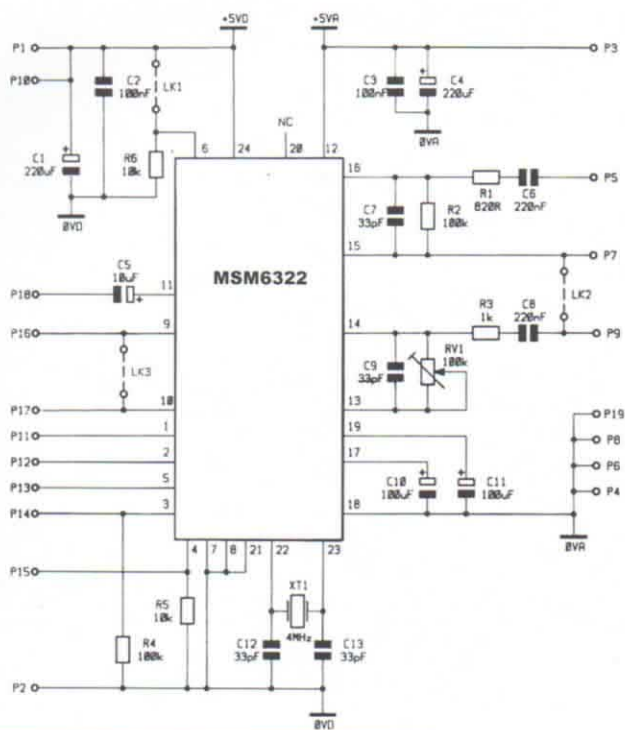 +5VD +5VA
P1 P3
P10
C2 100nF
LK1
C3 100nF
C4 220uF
+
NC
0VA
C1 220uF
+
R6 10k
6 24 20 12
16
R1 820R
C6 220nF
P5
C7 33pF
R2 100k
0VD
15
P7
MSM6322
C5 10uF
+
P18
11
LK2
P16
9
14
R3 1k
C8 220nF
P9
LK3
C9 33pF
RV1 100k
P17
10
13
P19
P11
1
19
P8
P12
2
17
P6
P13
5
C10 100uF
+
C11 100uF
+
P4
P14
3
18
4 7 8 21 22 23
0VA
P15
XT1
4MHz
R5 10k
R4 100k
C12 33pF
C13 33pF
P2
0VD